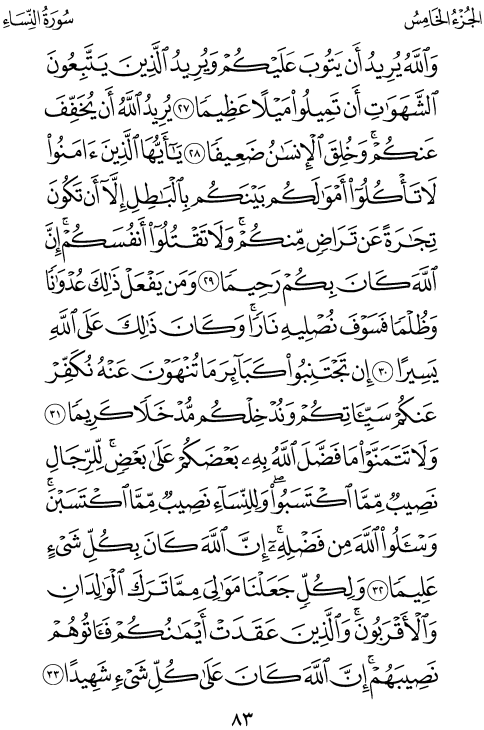 الجُزْءُ الخَامِسُ
سُورَةُ النِّسَاءِ
وَٱللَّهُ يُرِيدُ أَن يَتُوبَ عَلَيۡكُمۡ وَيُرِيدُ ٱلَّذِينَ يَتَّبِعُونَ
ٱلشَّهَوَٰتِ أَن تَمِيلُواْ مَيۡلًا عَظِيمٗا ٢٧ يُرِيدُ ٱللَّهُ أَن يُخَفِّفَ
عَنكُمۡۚ وَخُلِقَ ٱلۡإِنسَٰنُ ضَعِيفٗا ٢٨ يَٰٓأَيُّهَا ٱلَّذِينَ ءَامَنُواْ
لَا تَأۡكُلُوٓاْ أَمۡوَٰلَكُم بَيۡنَكُم بِٱلۡبَٰطِلِ إِلَّآ أَن تَكُونَ
تِجَٰرَةً عَن تَرَاضٖ مِّنكُمۡۚ وَلَا تَقۡتُلُوٓاْ أَنفُسَكُمۡۚ إِنَّ
ٱللَّهَ كَانَ بِكُمۡ رَحِيمٗا ٢٩ وَمَن يَفۡعَلۡ ذَٰلِكَ عُدۡوَٰنٗا
وَظُلۡمٗا فَسَوۡفَ نُصۡلِيهِ نَارٗاۚ وَكَانَ ذَٰلِكَ عَلَى ٱللَّهِ
يَسِيرًا ٣٠ إِن تَجۡتَنِبُواْ كَبَآئِرَ مَا تُنۡهَوۡنَ عَنۡهُ نُكَفِّرۡ
عَنكُمۡ سَيِّـَٔاتِكُمۡ وَنُدۡخِلۡكُم مُّدۡخَلٗا كَرِيمٗا ٣١
وَلَا تَتَمَنَّوۡاْ مَا فَضَّلَ ٱللَّهُ بِهِۦ بَعۡضَكُمۡ عَلَىٰ بَعۡضٖۚ لِّلرِّجَالِ
نَصِيبٞ مِّمَّا ٱكۡتَسَبُواْۖ وَلِلنِّسَآءِ نَصِيبٞ مِّمَّا ٱكۡتَسَبۡنَۚ
وَسۡـَٔلُواْ ٱللَّهَ مِن فَضۡلِهِۦٓۚ إِنَّ ٱللَّهَ كَانَ بِكُلِّ شَيۡءٍ
عَلِيمٗا ٣٢ وَلِكُلّٖ جَعَلۡنَا مَوَٰلِيَ مِمَّا تَرَكَ ٱلۡوَٰلِدَانِ
وَٱلۡأَقۡرَبُونَۚ وَٱلَّذِينَ عَقَدَتۡ أَيۡمَٰنُكُمۡ فَـَٔاتُوهُمۡ
نَصِيبَهُمۡۚ إِنَّ ٱللَّهَ كَانَ عَلَىٰ كُلِّ شَيۡءٖ شَهِيدًا ٣٣
٨٣